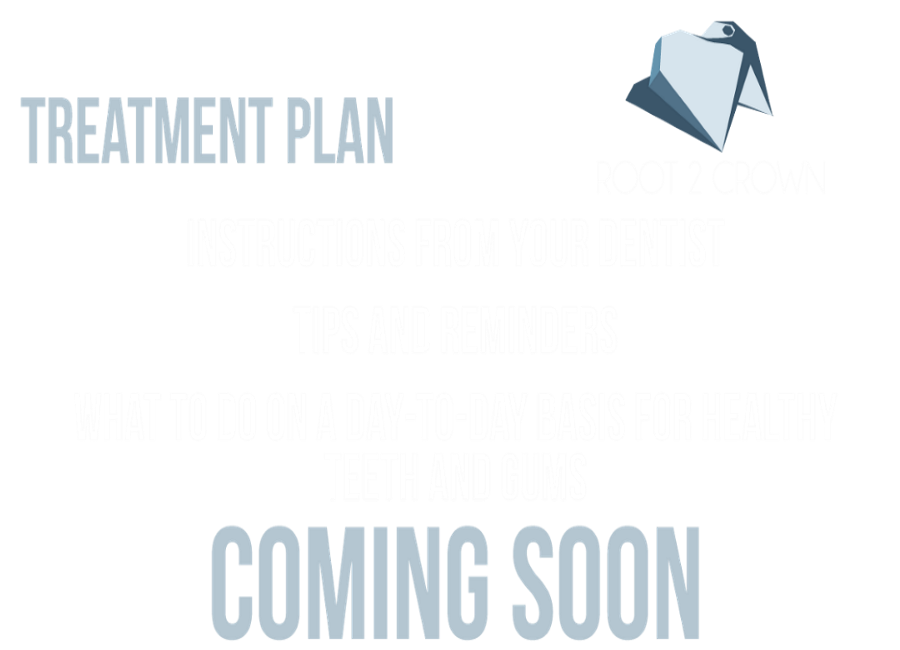 TREATMENT PLAN
ROOT 2 CROWN
INSTRUCTIONS FROM YOUR DENTIST
TIPS AND REMINDERS
WHAT TO DO ON A DAY-TO-DAY BASIS FOR HEALTHY
TEETH AND GUMS
COMING SOON